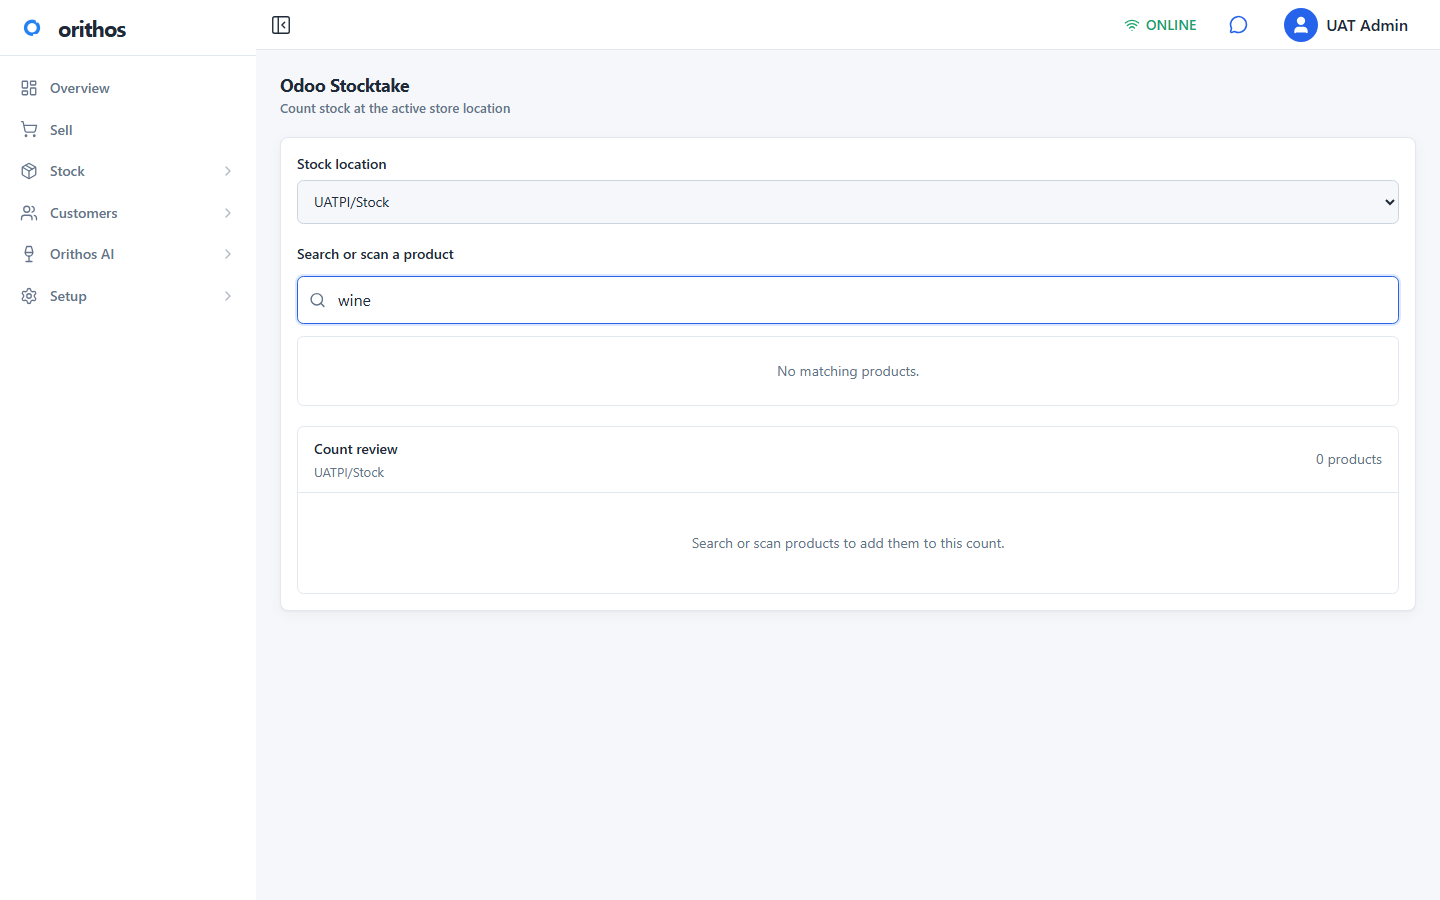 orithos
ONLINE
UAT Admin
Overview
Sell
Stock
Customers
Orithos AI
Setup
Odoo Stocktake
Count stock at the active store location
Stock location
UATPI/Stock
Search or scan a product
wine
No matching products.
Count review
UATPI/Stock
0 products
Search or scan products to add them to this count.